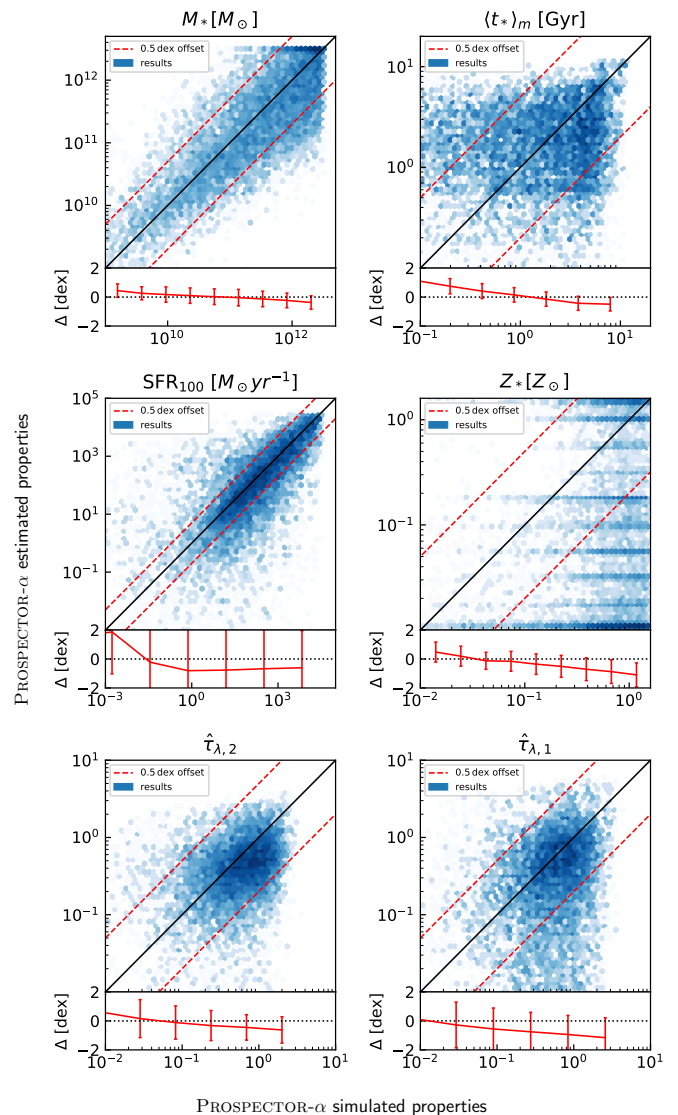 M∗[M⊙]
⟨t∗⟩m [Gyr]
0.5 dex offset
results
10^12
10^11
10^10
2
0
−2
Δ [dex]
10^10
10^12
0.5 dex offset
results
10^1
10^0
2
0
−2
Δ [dex]
10^−1
10^0
10^1
SFR100 [M⊙yr−1]
Z∗[Z⊙]
0.5 dex offset
results
10^5
10^3
10^1
10^−1
2
0
−2
Δ [dex]
10^−3
10^0
10^3
0.5 dex offset
results
10^0
10^−1
2
0
−2
Δ [dex]
10^−2
10^−1
10^0
PROSPECTOR-α estimated properties
τ̂λ,2
τ̂λ,1
0.5 dex offset
results
10^1
10^0
10^−1
2
0
−2
Δ [dex]
10^−2
10^−1
10^0
10^1
0.5 dex offset
results
10^1
10^0
10^−1
2
0
−2
Δ [dex]
10^−2
10^−1
10^0
10^1
PROSPECTOR-α simulated properties